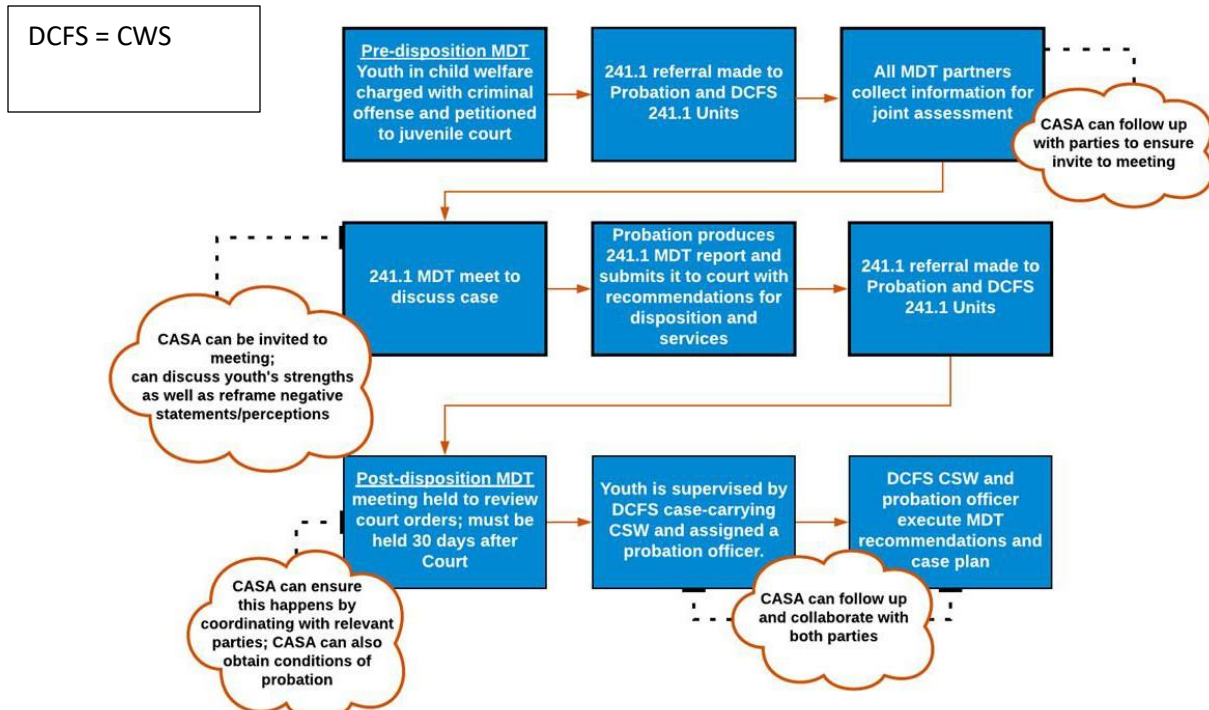 DCFS = CWS
Pre-disposition MDT
Youth in child welfare
charged with criminal
offense and petitioned
to juvenile court
241.1 referral made to
Probation and DCFS
241.1 Units
All MDT partners
collect information for
joint assessment
CASA can follow up
with parties to ensure
invite to meeting
241.1 MDT meet to
discuss case
Probation produces
241.1 MDT report and
submits it to court with
recommendations for
disposition and
services
241.1 referral made to
Probation and DCFS
241.1 Units
CASA can be invited to
meeting;
can discuss youth's strengths
as well as reframe negative
statements/perceptions
Post-disposition MDT
meeting held to review
court orders; must be
held 30 days after
Court
Youth is supervised by
DCFS case-carrying
CSW and assigned a
probation officer.
DCFS CSW and
probation officer
execute MDT
recommendations and
case plan
CASA can ensure
this happens by
coordinating with relevant
parties; CASA can also
obtain conditions of
probation
CASA can follow up
and collaborate with
both parties